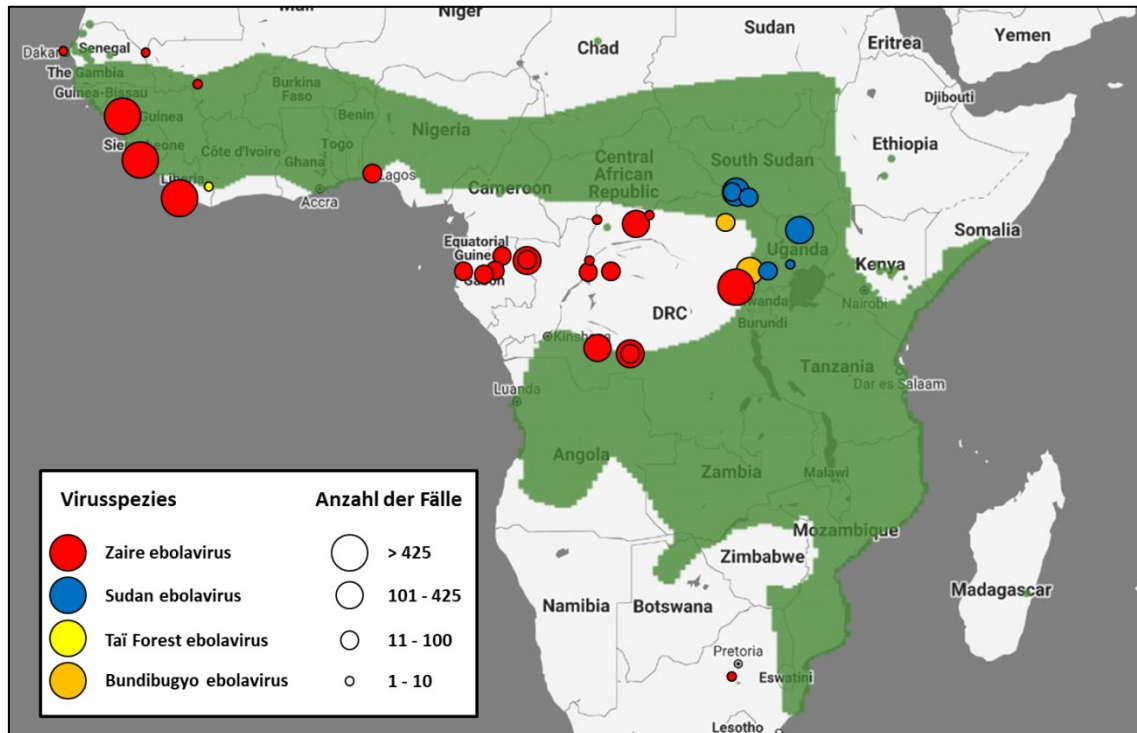 Mali
Niger
Sudan
Eritrea
Yemen
Chad
Dakar
Senegal
The Gambia
Guinea-Bissau
Guinea
Burkina
Faso
Benin
Djibouti
Nigeria
Sierra Leone
Côte d'Ivoire
Togo
Ghana
Ethiopia
Central
African
Republic
South Sudan
Liberia
Lagos
Accra
Cameroon
Somalia
Equatorial
Guinea
Uganda
Kenya
Gabon
DRC
Rwanda
Nairobi
Burundi
Kinshasa
Tanzania
Dar es Salaam
Luanda
Angola
Zambia
Malawi
Mozambique
Zimbabwe
Madagascar
Namibia
Botswana
Pretoria
Eswatini
Lesotho
Virusspezies
Anzahl der Fälle
Zaire ebolavirus
> 425
Sudan ebolavirus
101 - 425
Taï Forest ebolavirus
11 - 100
Bundibugyo ebolavirus
1 - 10